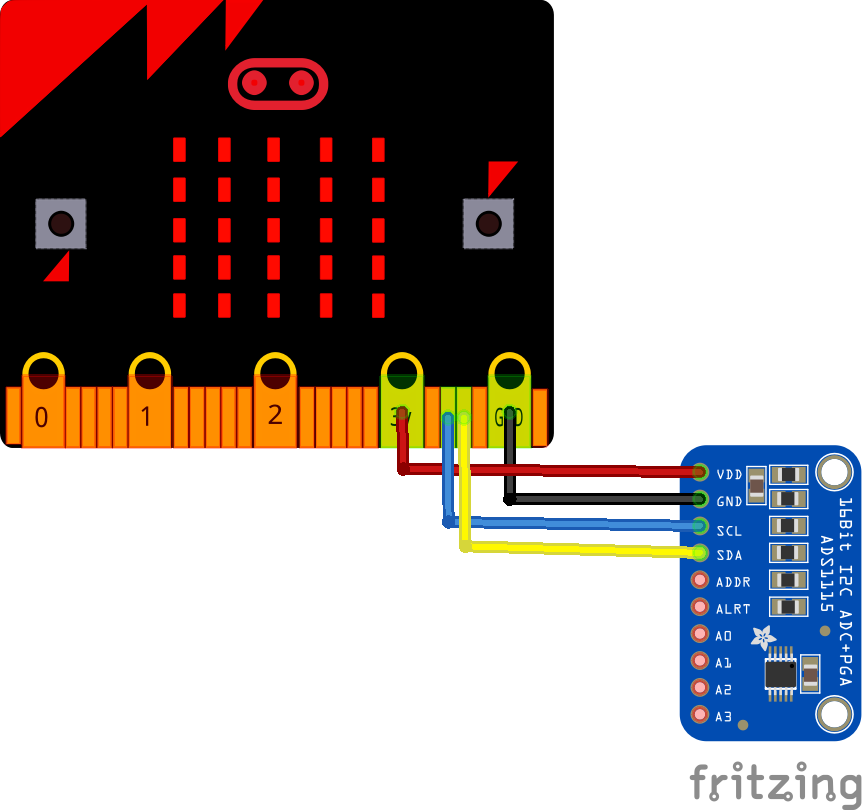 0
1
2
3V
GND
VDD
GND
SCL
SDA
ADDR
ALRT
A0
A1
A2
A3
16Bit I2C ADC+PGA
ADS1115
fritzing